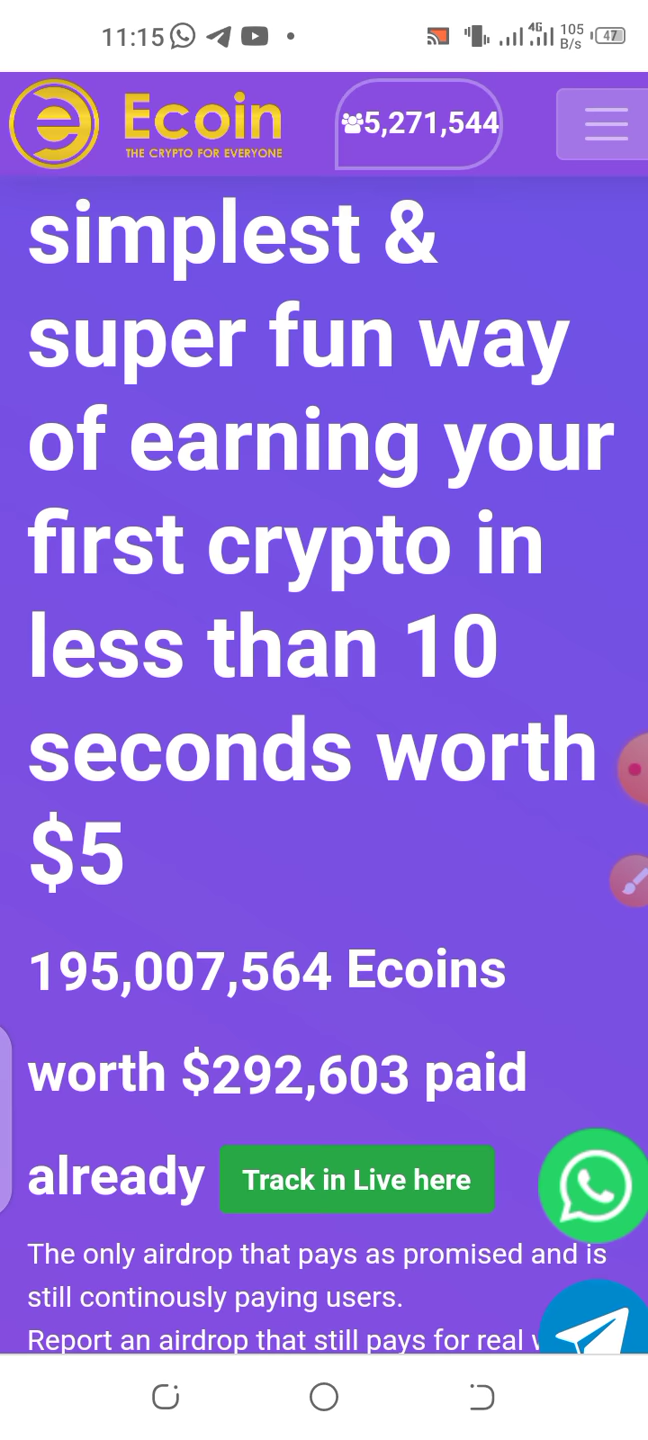 11:15 4G 105 B/s 47
Ecoin
THE CRYPTO FOR EVERYONE
5,271,544
simplest &
super fun way
of earning your
first crypto in
less than 10
seconds worth
$5
195,007,564 Ecoins
worth $292,603 paid
already Track in Live here
The only airdrop that pays as promised and is
still continously paying users.
Report an airdrop that still pays for real